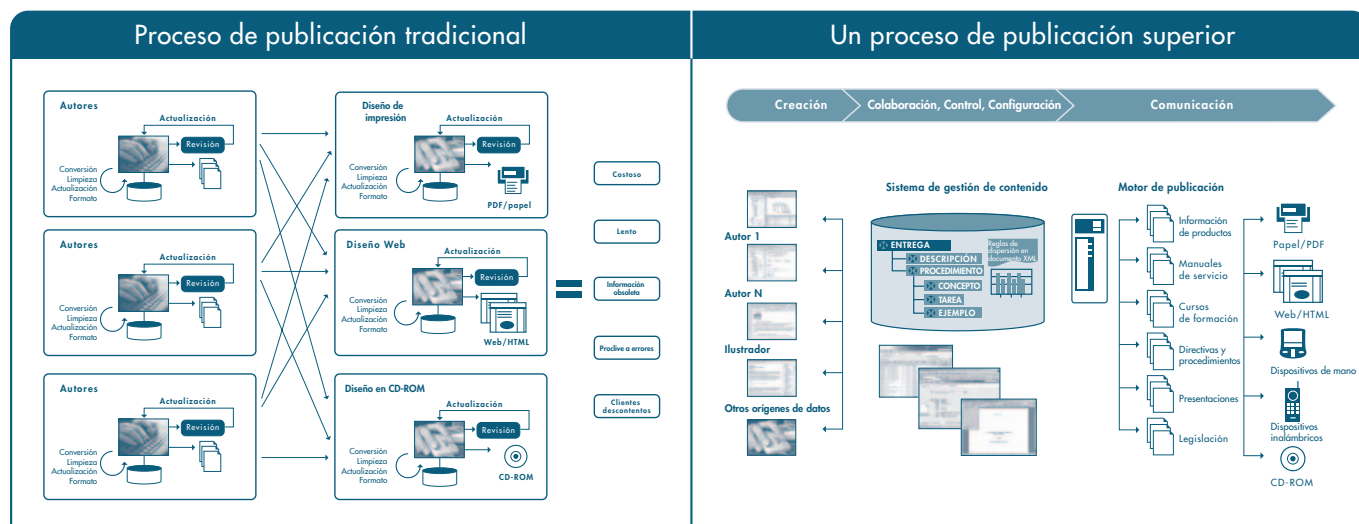 Proceso de publicación tradicional
Autores
Actualización
Revisión
Conversión
Limpieza
Actualización
Formato
Autores
Actualización
Revisión
Conversión
Limpieza
Actualización
Formato
Autores
Actualización
Revisión
Conversión
Limpieza
Actualización
Formato
Diseño de
impresión
Actualización
Revisión
Conversión
Limpieza
Actualización
Formato
PDF/papel
Diseño Web
Actualización
Revisión
Conversión
Limpieza
Actualización
Formato
Web/HTML
Diseño en CD-ROM
Actualización
Revisión
Conversión
Limpieza
Actualización
Formato
CD-ROM
Costoso
Lento
Información
obsoleta
Proclive a errores
Clientes
descontentos
Un proceso de publicación superior
Creación
Colaboración, Control, Configuración
Comunicación
Autor 1
Autor N
Ilustrador
Otros orígenes de datos
Sistema de gestión de contenido
ENTREGA
DESCRIPCIÓN
PROCEDIMIENTO
CONCEPTO
TAREA
EJEMPLO
Reglas de
dispersión en
documento XML
Motor de publicación
Información
de productos
Manuales
de servicio
Cursos
de formación
Directivas y
procedimientos
Presentaciones
Legislación
Papel/PDF
Web/HTML
Dispositivos de mano
Dispositivos
inalámbricos
CD-ROM